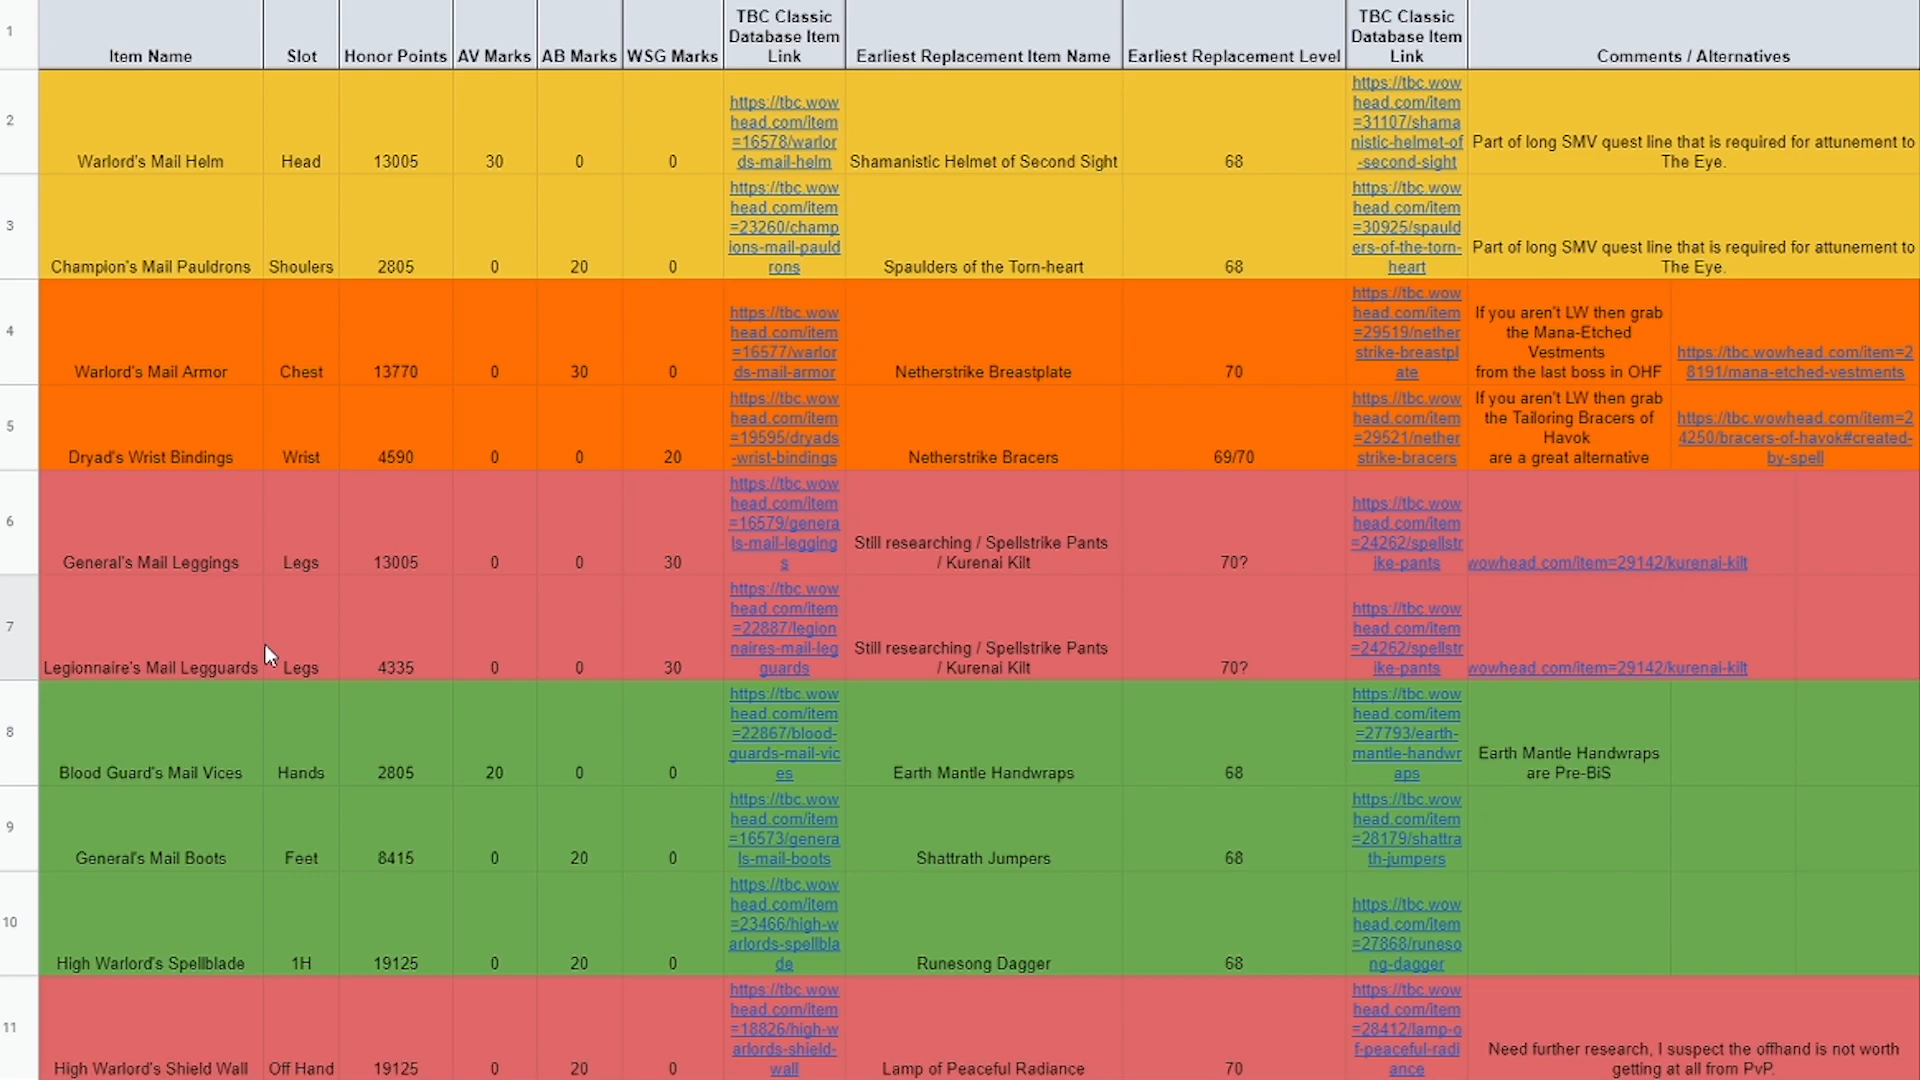 1
Item Name
Slot
Honor Points
AV Marks
AB Marks
WSG Marks
TBC Classic
Database Item
Link
Earliest Replacement Item Name
Earliest Replacement Level
TBC Classic
Database Item
Link
Comments / Alternatives
2
Warlord's Mail Helm
Head
13005
30
0
0
https://tbc.wow
head.com/item
=16578/warlor
ds-mail-helm
Shamanistic Helmet of Second Sight
68
https://tbc.wow
head.com/item
=31107/shama
nistic-helmet-of
-second-sight
Part of long SMV quest line that is required for attunement to
The Eye.
3
Champion's Mail Pauldrons
Shoulers
2805
0
20
0
https://tbc.wow
head.com/item
=23260/champ
ions-mail-pauld
rons
Spaulders of the Torn-heart
68
https://tbc.wow
head.com/item
=30925/spauld
ers-of-the-torn-
heart
Part of long SMV quest line that is required for attunement to
The Eye.
4
Warlord's Mail Armor
Chest
13770
0
30
0
https://tbc.wow
head.com/item
=16577/warlor
ds-mail-armor
Netherstrike Breastplate
70
https://tbc.wow
head.com/item
=29519/nether
strike-breastpl
ate
If you aren't LW then grab
the Mana-Etched
Vestments
from the last boss in OHF
https://tbc.wowhead.com/item=2
8191/mana-etched-vestments
5
Dryad's Wrist Bindings
Wrist
4590
0
0
20
https://tbc.wow
head.com/item
=19595/dryads
-wrist-bindings
Netherstrike Bracers
69/70
https://tbc.wow
head.com/item
=29521/nether
strike-bracers
If you aren't LW then grab
the Tailoring Bracers of
Havok
are a great alternative
https://tbc.wowhead.com/item=2
4250/bracers-of-havok#created-
by-spell
6
General's Mail Leggings
Legs
13005
0
0
30
https://tbc.wow
head.com/item
=16579/genera
ls-mail-legging
s
Still researching / Spellstrike Pants
/ Kurenai Kilt
70?
https://tbc.wow
head.com/item
=24262/spellstr
ike-pants
wowhead.com/item=29142/kurenai-kilt
7
Legionnaire's Mail Legguards
Legs
4335
0
0
30
https://tbc.wow
head.com/item
=22887/legion
naires-mail-leg
guards
Still researching / Spellstrike Pants
/ Kurenai Kilt
70?
https://tbc.wow
head.com/item
=24262/spellstr
ike-pants
wowhead.com/item=29142/kurenai-kilt
8
Blood Guard's Mail Vices
Hands
2805
20
0
0
https://tbc.wow
head.com/item
=22867/blood-
guards-mail-vic
es
Earth Mantle Handwraps
68
https://tbc.wow
head.com/item
=27793/earth-
mantle-handwr
aps
Earth Mantle Handwraps
are Pre-BiS
9
General's Mail Boots
Feet
8415
0
20
0
https://tbc.wow
head.com/item
=16573/genera
ls-mail-boots
Shattrath Jumpers
68
https://tbc.wow
head.com/item
=28179/shattra
th-jumpers
10
High Warlord's Spellblade
1H
19125
0
20
0
https://tbc.wow
head.com/item
=23466/high-w
arlords-spellbla
de
Runesong Dagger
68
https://tbc.wow
head.com/item
=27868/runeso
ng-dagger
11
High Warlord's Shield Wall
Off Hand
19125
0
20
0
https://tbc.wow
head.com/item
=18826/high-w
arlords-shield-
wall
Lamp of Peaceful Radiance
70
https://tbc.wow
head.com/item
=28412/lamp-o
f-peaceful-radi
ance
Need further research, I suspect the offhand is not worth
getting at all from PvP.